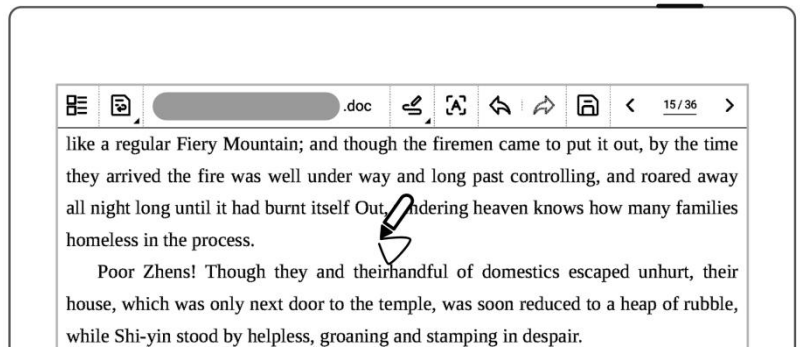 .doc
15 / 36
like a regular Fiery Mountain; and though the firemen came to put it out, by the time
they arrived the fire was well under way and long past controlling, and roared away
all night long until it had burnt itself Out, ndering heaven knows how many families
homeless in the process.
Poor Zhens! Though they and theirhandful of domestics escaped unhurt, their
house, which was only next door to the temple, was soon reduced to a heap of rubble,
while Shi-yin stood by helpless, groaning and stamping in despair.